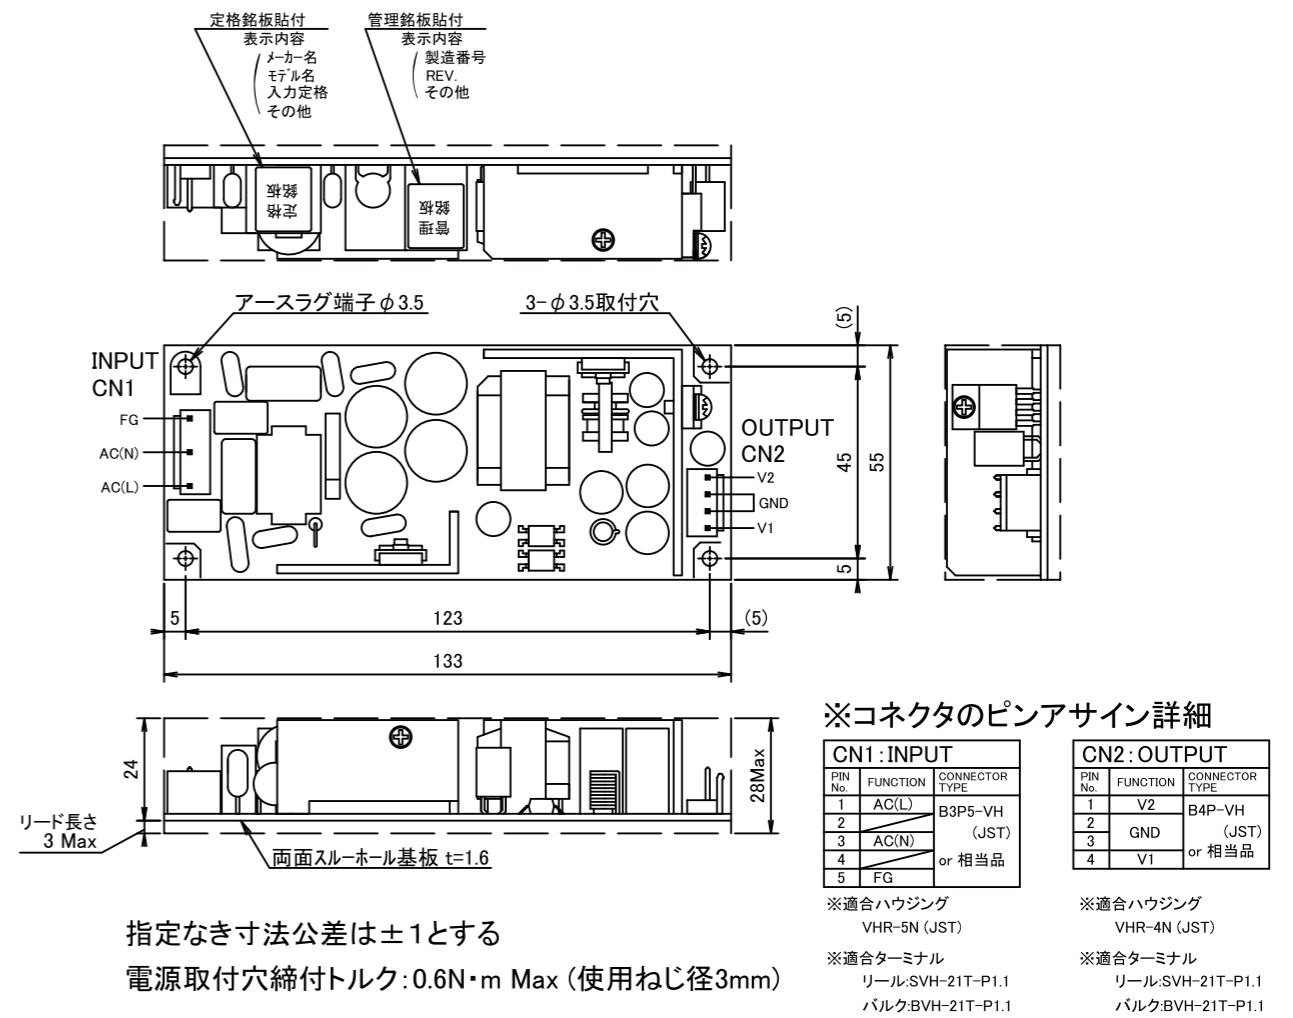 定格銘板貼付
表示内容
メーカー名
モデル名
入力定格
その他
管理銘板貼付
表示内容
製造番号
REV.
その他
定格
銘板
管理
銘板
アースラグ端子φ3.5
3-φ3.5取付穴
INPUT
CN1
FG
AC(N)
AC(L)
OUTPUT
CN2
V2
GND
V1
(5)
45
55
5
5
123
(5)
133
24
28Max
リード長さ
3 Max
両面スルーホール基板 t=1.6
※コネクタのピンアサイン詳細
CN1:INPUT
PIN No. FUNCTION CONNECTOR TYPE
1 AC(L) B3P5-VH
2 (JST)
3 AC(N)
4 or 相当品
5 FG
※適合ハウジング
VHR-5N (JST)
※適合ターミナル
リール:SVH-21T-P1.1
バルク:BVH-21T-P1.1
CN2:OUTPUT
PIN No. FUNCTION CONNECTOR TYPE
1 V2 B4P-VH
2 GND (JST)
3 or 相当品
4 V1
※適合ハウジング
VHR-4N (JST)
※適合ターミナル
リール:SVH-21T-P1.1
バルク:BVH-21T-P1.1
指定なき寸法公差は±1とする
電源取付穴締付トルク:0.6N・m Max (使用ねじ径3mm)